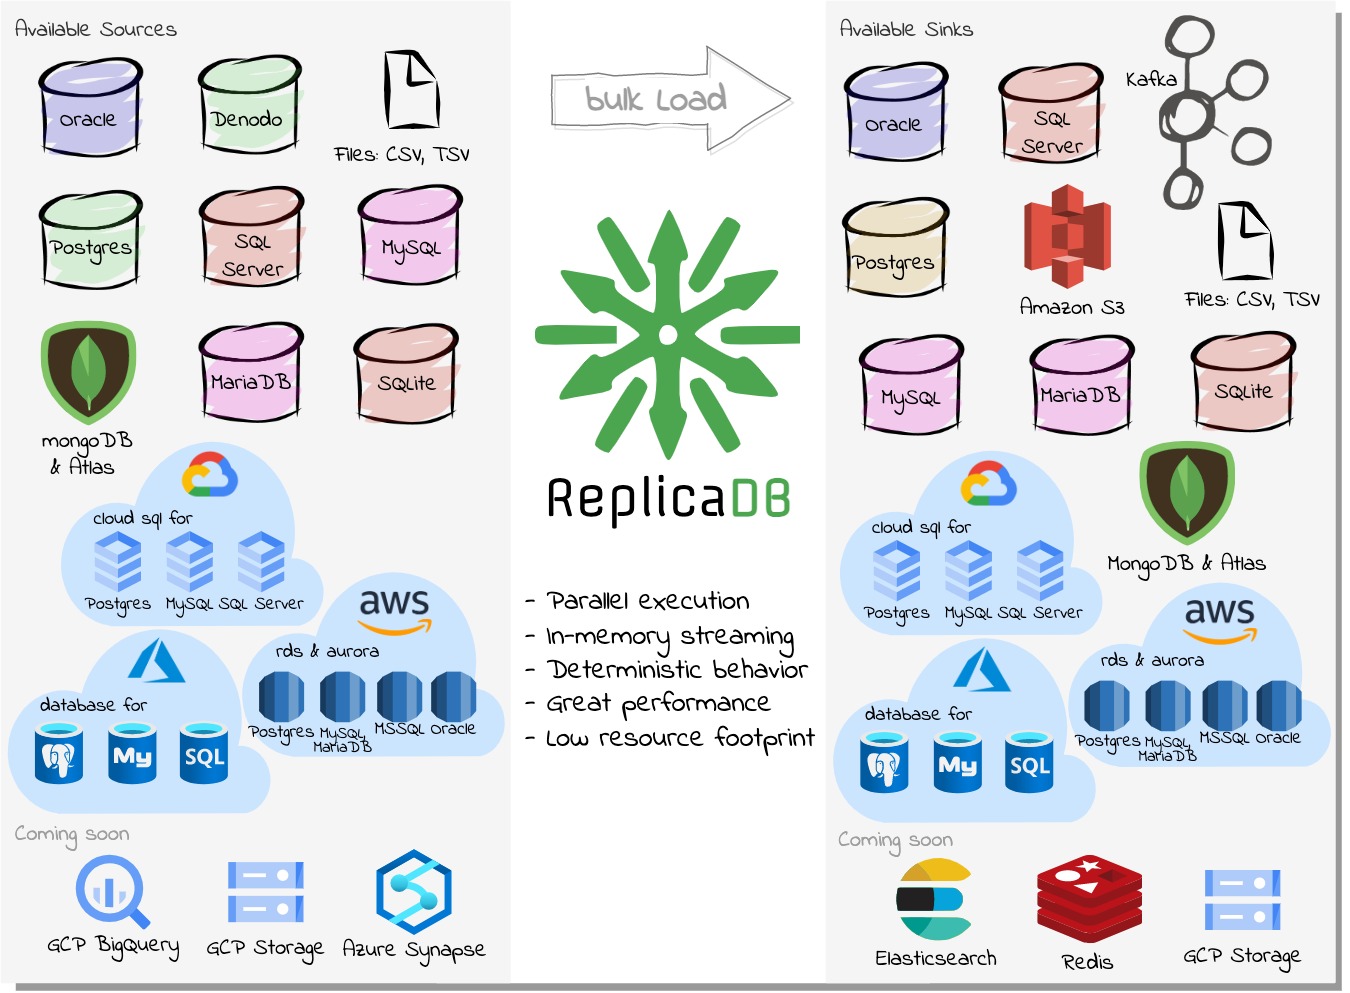 Available Sources
Oracle
Denodo
Files: CSV, TSV
Postgres
SQL
Server
MySQL
MariaDB
SQLite
mongoDB
& Atlas
cloud sql for
Postgres
MySQL
SQL Server
aws
rds & aurora
Postgres
MySQL,
MariaDB
MSSQL
Oracle
database for
My
SQL
Coming soon
GCP BigQuery
GCP Storage
Azure Synapse
bulk Load
ReplicaDB
- Parallel execution
- In-memory streaming
- Deterministic behavior
- Great performance
- Low resource footprint
Available Sinks
Oracle
SQL
Server
Kafka
Postgres
Amazon S3
Files: CSV, TSV
MySQL
MariaDB
SQLite
MongoDB & Atlas
cloud sql for
Postgres
MySQL
SQL Server
aws
rds & aurora
Postgres
MySQL,
MariaDB
MSSQL
Oracle
database for
My
SQL
Coming soon
Elasticsearch
Redis
GCP Storage